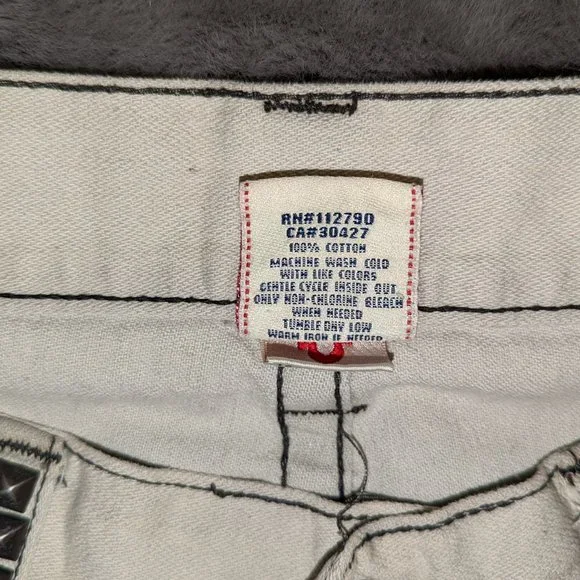 RN#112790
CA#30427
100% COTTON
MACHINE WASH COLD
WITH LIKE COLORS
GENTLE CYCLE INSIDE OUT
ONLY NON-CHLORINE BLEACH
WHEN NEEDED
TUMBLE DRY LOW
WARM IRON IF NEEDED